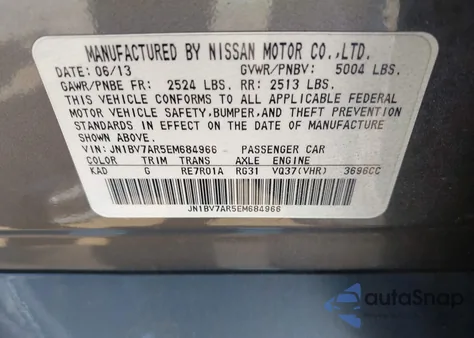 MANUFACTURED BY NISSAN MOTOR CO.,LTD.
DATE: 06/13 GVWR/PNBV: 5004 LBS.
GAWR/PNBE FR: 2524 LBS. RR: 2513 LBS.
THIS VEHICLE CONFORMS TO ALL APPLICABLE FEDERAL
MOTOR VEHICLE SAFETY,BUMPER,AND THEFT PREVENTION
STANDARDS IN EFFECT ON THE DATE OF MANUFACTURE
SHOWN ABOVE.
VIN: JN1BV7AR5EM684966 PASSENGER CAR
COLOR TRIM TRANS AXLE ENGINE
KAD G RE7R01A RG31 VQ37(VHR) 3696CC
JN1BV7AR5EM684966
autoSnap